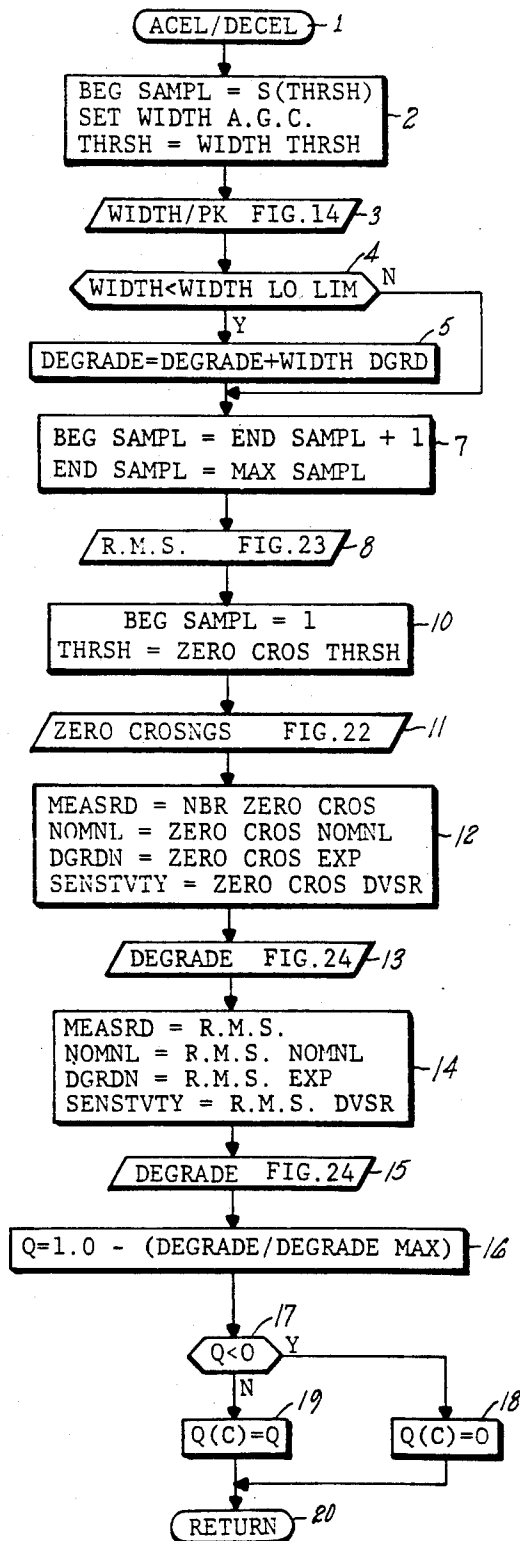 ACEL/DECEL 1
BEG SAMPL = S(THRSH)
SET WIDTH A.G.C.
THRSH = WIDTH THRSH
2
WIDTH/PK FIG.14
3
4
WIDTH<WIDTH LO LIM
N
Y
5
DEGRADE=DEGRADE+WIDTH DGRD
BEG SAMPL = END SAMPL + 1
END SAMPL = MAX SAMPL
7
R.M.S. FIG.23
8
BEG SAMPL = 1
THRSH = ZERO CROS THRSH
10
ZERO CROSNGS FIG.22
11
MEASRD = NBR ZERO CROS
NOMNL = ZERO CROS NOMNL
DGRDN = ZERO CROS EXP
SENSTVTY = ZERO CROS DVSR
12
DEGRADE FIG.24
13
MEASRD = R.M.S.
NOMNL = R.M.S. NOMNL
DGRDN = R.M.S. EXP
SENSTVTY = R.M.S. DVSR
14
DEGRADE FIG.24
15
Q=1.0 - (DEGRADE/DEGRADE MAX)
16
17
Q<O
Y
N
19
18
Q(C)=Q
Q(C)=O
RETURN 20